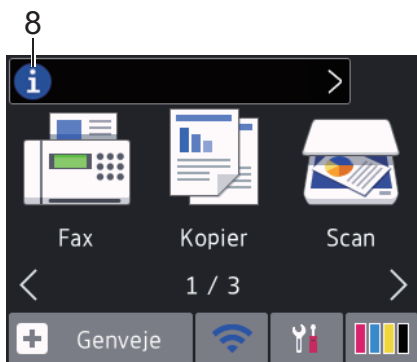 8
i
Fax Kopier Scan
1 / 3
Genveje